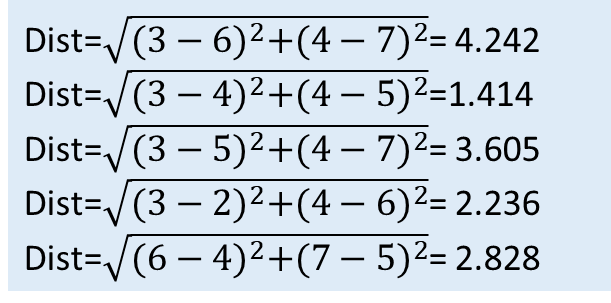 Dist=√(3 − 6)²+(4 − 7)²= 4.242
Dist=√(3 − 4)²+(4 − 5)²=1.414
Dist=√(3 − 5)²+(4 − 7)²= 3.605
Dist=√(3 − 2)²+(4 − 6)²= 2.236
Dist=√(6 − 4)²+(7 − 5)²= 2.828